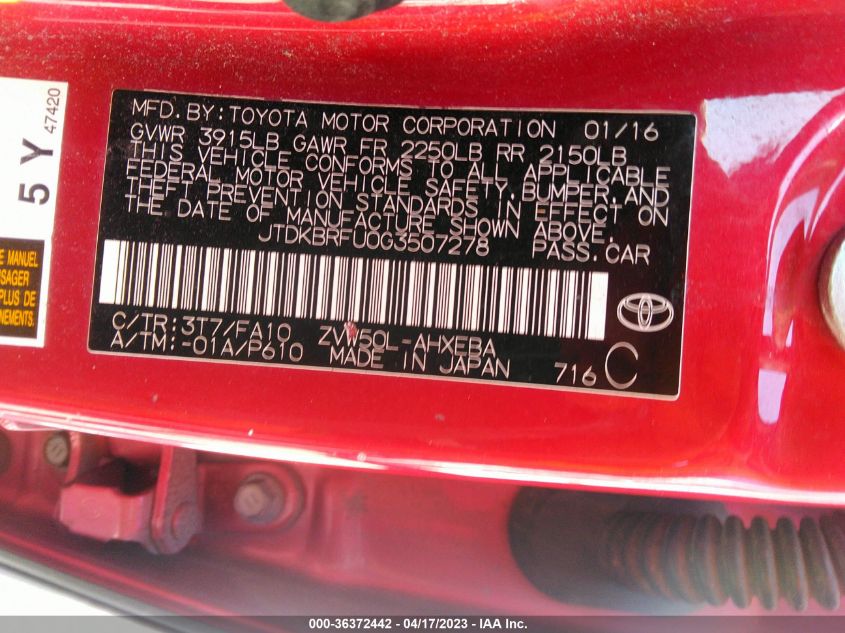 5 Y
47420
E MANUEL
USAGER
PLUS DE
NEMENTS.
MFD.BY:TOYOTA MOTOR CORPORATION 01/16
GVWR 3915LB GAWR FR 2250LB RR 2150LB
THIS VEHICLE CONFORMS TO ALL APPLICABLE
FEDERAL MOTOR VEHICLE SAFETY,BUMPER,AND
THEFT PREVENTION STANDARDS IN EFFECT ON
THE DATE OF MANUFACTURE SHOWN ABOVE.
JTDKBRFU0G3507278 PASS.CAR
C/TR:3T7/FA10 ZVW50L-AHXEBA
A/TM:-01A/P610 MADE IN JAPAN 716 C
000-36372442 - 04/17/2023 - IAA Inc.